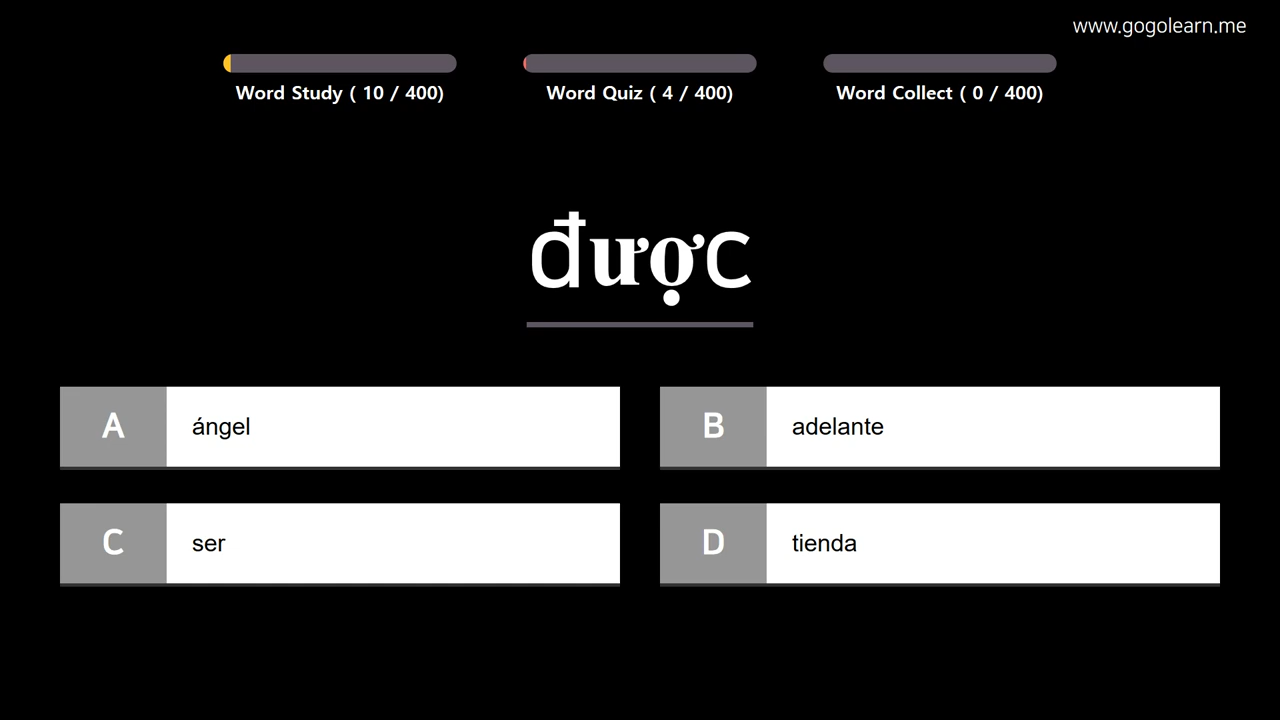 www.gogolearn.me
Word Study ( 10 / 400)
Word Quiz ( 4 / 400)
Word Collect ( 0 / 400)
được
A ángel
B adelante
C ser
D tienda